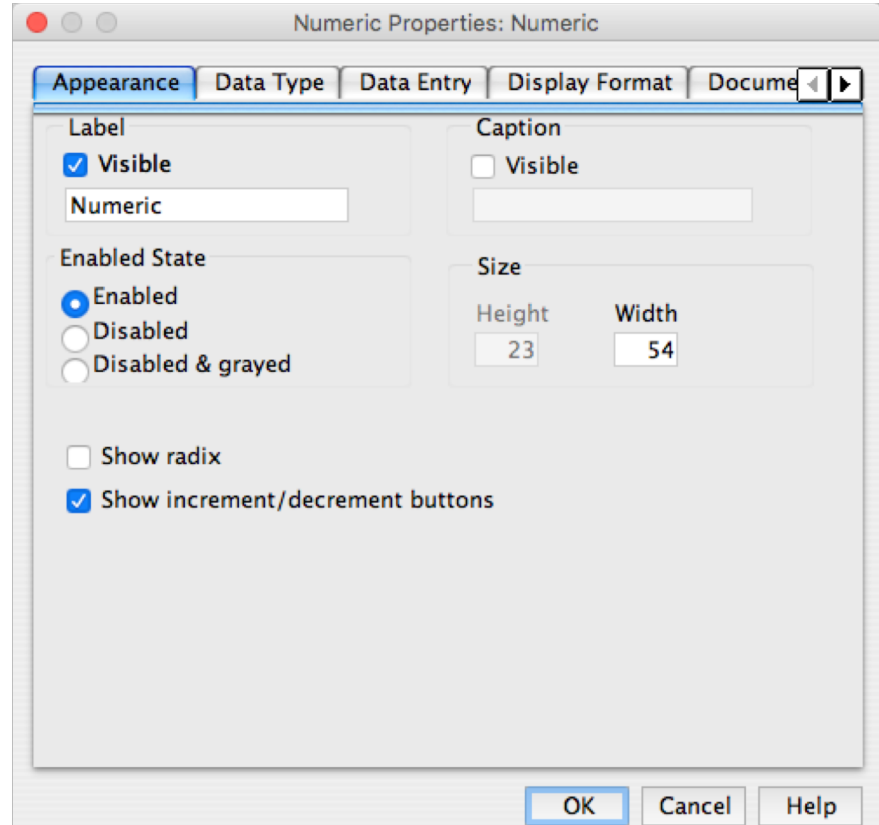 Numeric Properties: Numeric
Appearance Data Type Data Entry Display Format Docume
Label
Visible
Numeric
Caption
Visible
Enabled State
Enabled
Disabled
Disabled & grayed
Size
Height Width
23 54
Show radix
Show increment/decrement buttons
OK Cancel Help